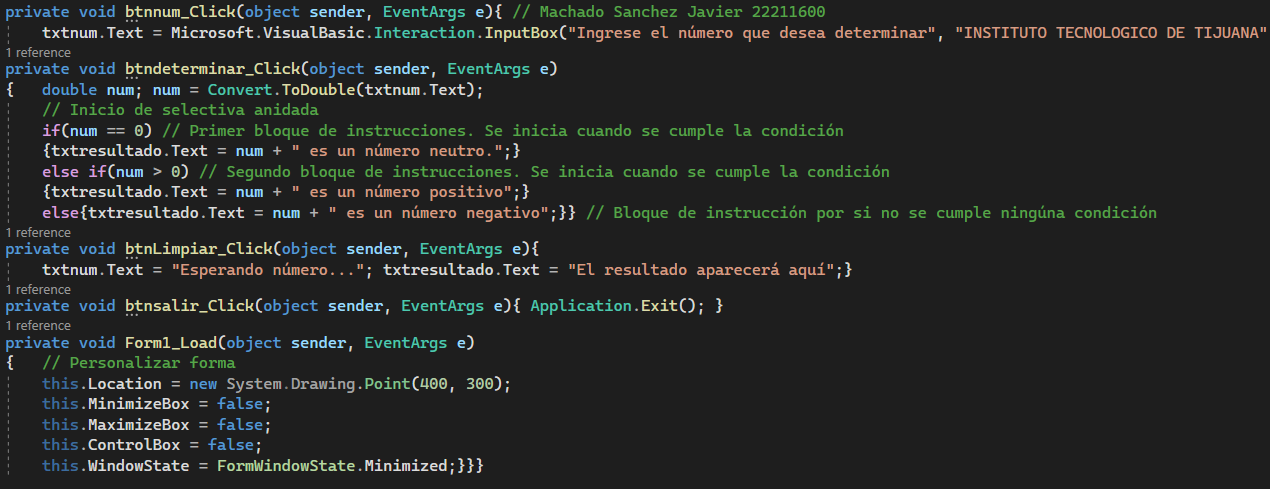 private void btnnum_Click(object sender, EventArgs e){ // Machado Sanchez Javier 22211600
txtnum.Text = Microsoft.VisualBasic.Interaction.InputBox("Ingrese el número que desea determinar", "INSTITUTO TECNOLOGICO DE TIJUANA"
1 reference
private void btndeterminar_Click(object sender, EventArgs e)
{ double num; num = Convert.ToDouble(txtnum.Text);
// Inicio de selectiva anidada
if(num == 0) // Primer bloque de instrucciones. Se inicia cuando se cumple la condición
{txtresultado.Text = num + " es un número neutro.";}
else if(num > 0) // Segundo bloque de instrucciones. Se inicia cuando se cumple la condición
{txtresultado.Text = num + " es un número positivo";}
else{txtresultado.Text = num + " es un número negativo";}} // Bloque de instrucción por si no se cumple ningúna condición
1 reference
private void btnLimpiar_Click(object sender, EventArgs e){
txtnum.Text = "Esperando número..."; txtresultado.Text = "El resultado aparecerá aquí";}
1 reference
private void btnsalir_Click(object sender, EventArgs e){ Application.Exit(); }
1 reference
private void Form1_Load(object sender, EventArgs e)
{ // Personalizar forma
this.Location = new System.Drawing.Point(400, 300);
this.MinimizeBox = false;
this.MaximizeBox = false;
this.ControlBox = false;
this.WindowState = FormWindowState.Minimized;}}}